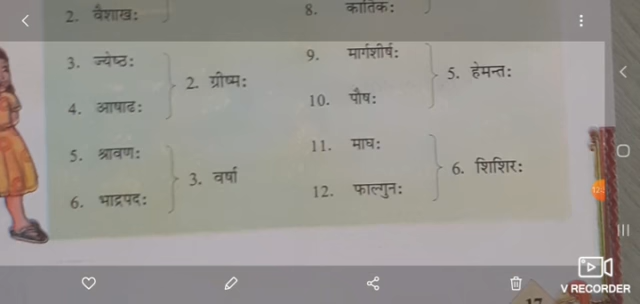 2. वैशाखः
3. ज्येष्ठः
4. आषाढः
2. ग्रीष्मः
5. श्रावणः
6. भाद्रपदः
3. वर्षा
8. कार्तिकः
9. मार्गशीर्षः
10. पौषः
5. हेमन्तः
11. माघः
12. फाल्गुनः
6. शिशिरः
17
V RECORDER